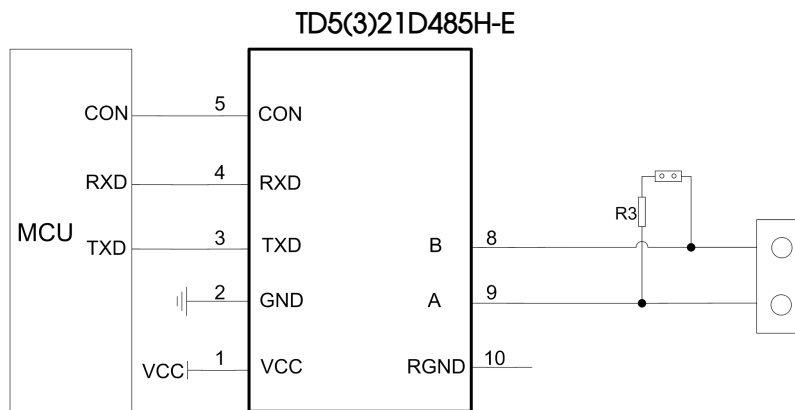 TD5(3)21D485H-E
CON 5 CON
RXD 4 RXD
R3
MCU
TXD 3 TXD B 8
2 GND A 9
VCC 1 VCC RGND 10